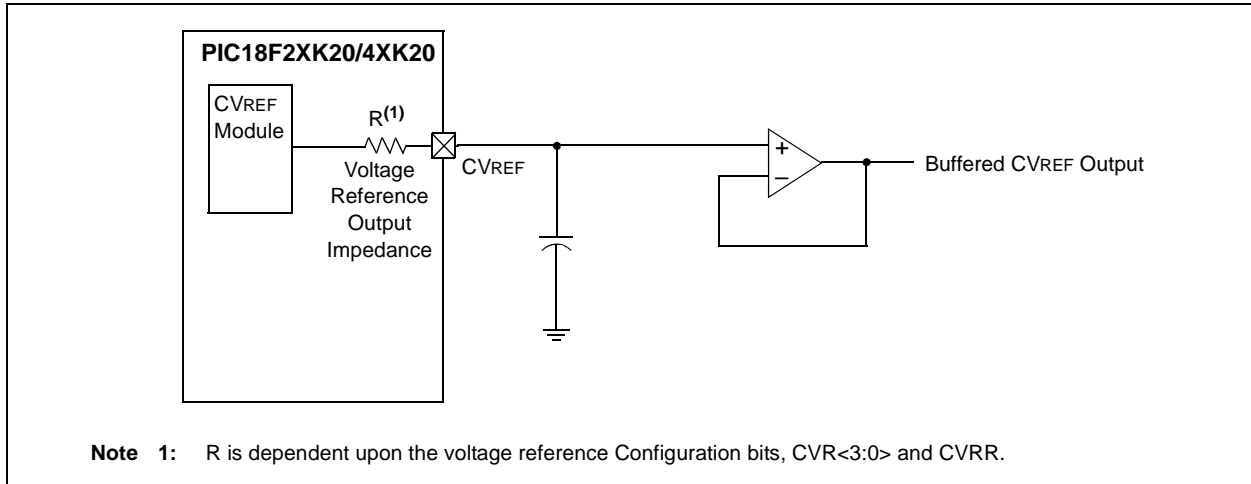 PIC18F2XK20/4XK20
CVREF
Module
R(1)
Voltage
Reference
Output
Impedance
CVREF
+
–
Buffered CVREF Output
Note 1: R is dependent upon the voltage reference Configuration bits, CVR<3:0> and CVRR.